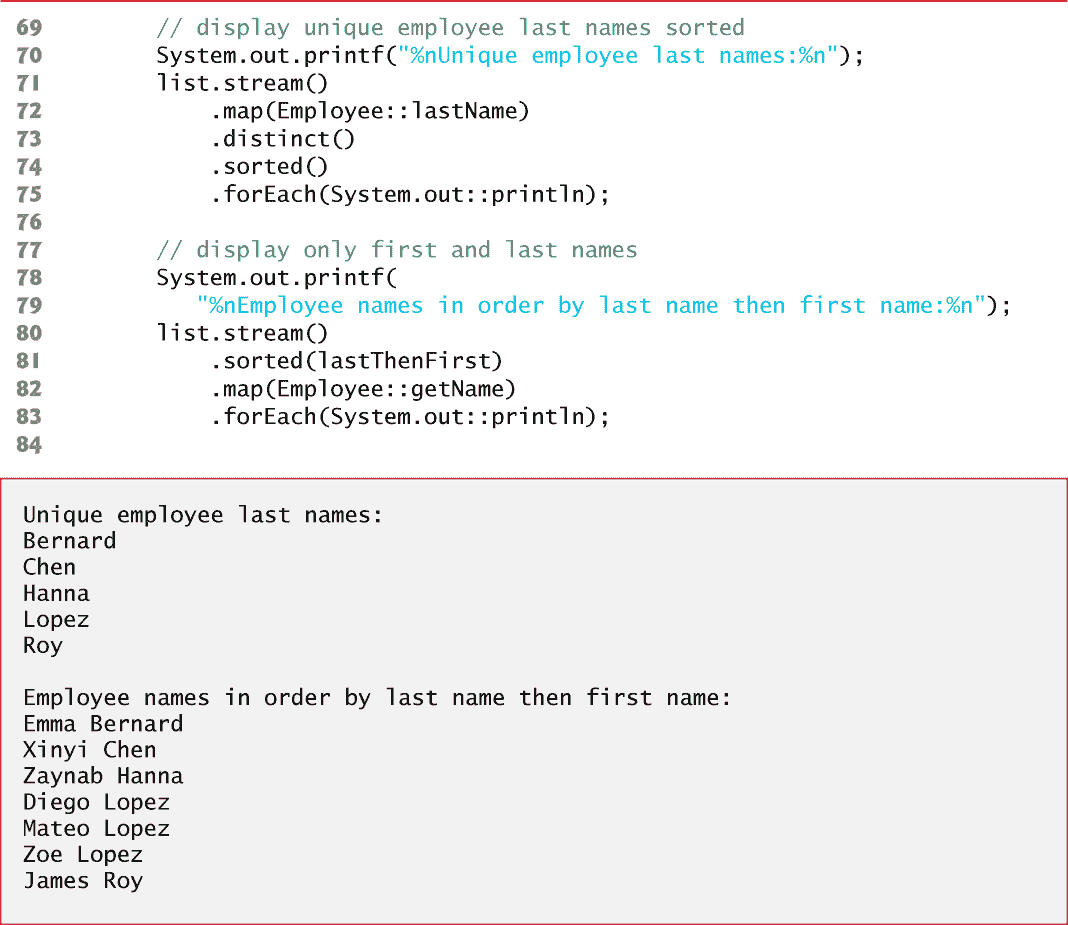 69 // display unique employee last names sorted
70 System.out.printf("%nUnique employee last names:%n");
71 list.stream()
72 .map(Employee::lastName)
73 .distinct()
74 .sorted()
75 .forEach(System.out::println);
76
77 // display only first and last names
78 System.out.printf(
79 "%nEmployee names in order by last name then first name:%n");
80 list.stream()
81 .sorted(lastThenFirst)
82 .map(Employee::getName)
83 .forEach(System.out::println);
84
Unique employee last names:
Bernard
Chen
Hanna
Lopez
Roy
Employee names in order by last name then first name:
Emma Bernard
Xinyi Chen
Zaynab Hanna
Diego Lopez
Mateo Lopez
Zoe Lopez
James Roy